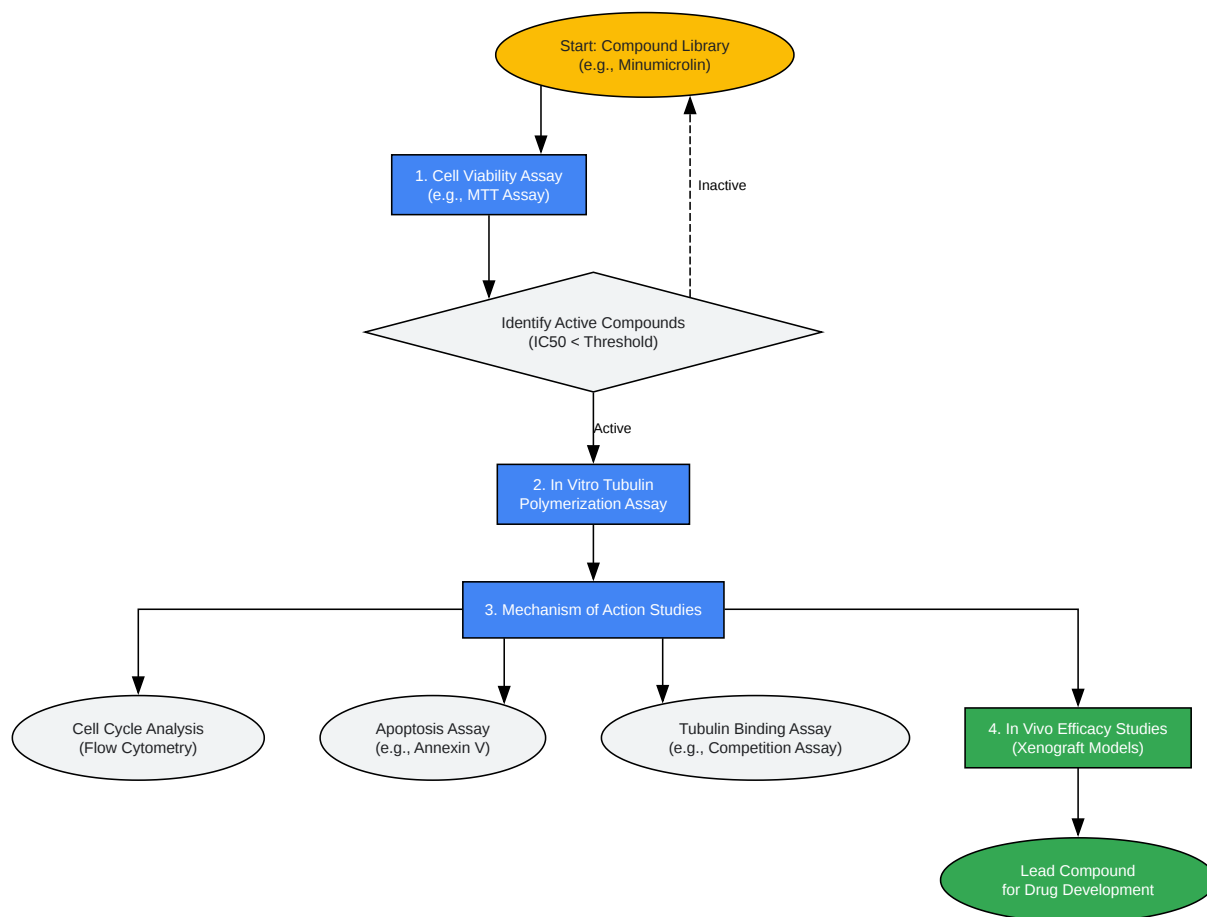 Start: Compound Library
(e.g., Minumicrolin)
1. Cell Viability Assay
(e.g., MTT Assay)
Inactive
Identify Active Compounds
(IC50 < Threshold)
Active
2. In Vitro Tubulin
Polymerization Assay
3. Mechanism of Action Studies
Cell Cycle Analysis
(Flow Cytometry)
Apoptosis Assay
(e.g., Annexin V)
Tubulin Binding Assay
(e.g., Competition Assay)
4. In Vivo Efficacy Studies
(Xenograft Models)
Lead Compound
for Drug Development